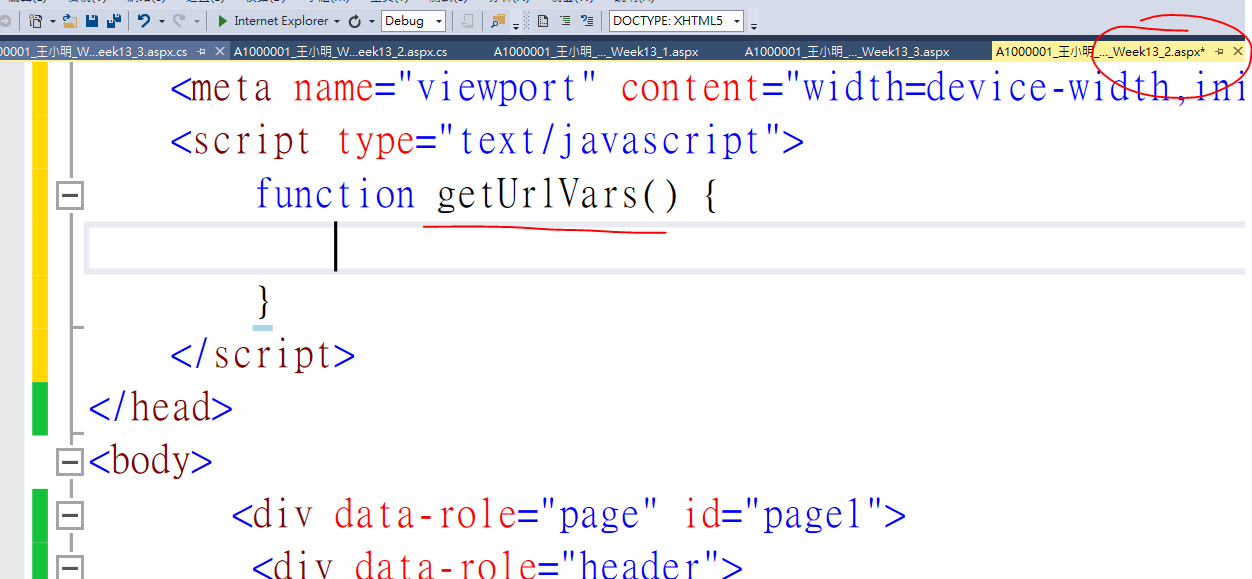 Internet Explorer Debug DOCTYPE: XHTML5
000001_王小明_W...eek13_3.aspx.cs A1000001_王小明_W...eek13_2.aspx.cs A1000001_王小明_..._Week13_1.aspx A1000001_王小明_..._Week13_3.aspx A1000001_王小明_..._Week13_2.aspx*
<meta name="viewport" content="width=device-width,ini
<script type="text/javascript">
function getUrlVars() {
}
</script>
</head>
<body>
<div data-role="page" id="page1">
<div data-role="header">